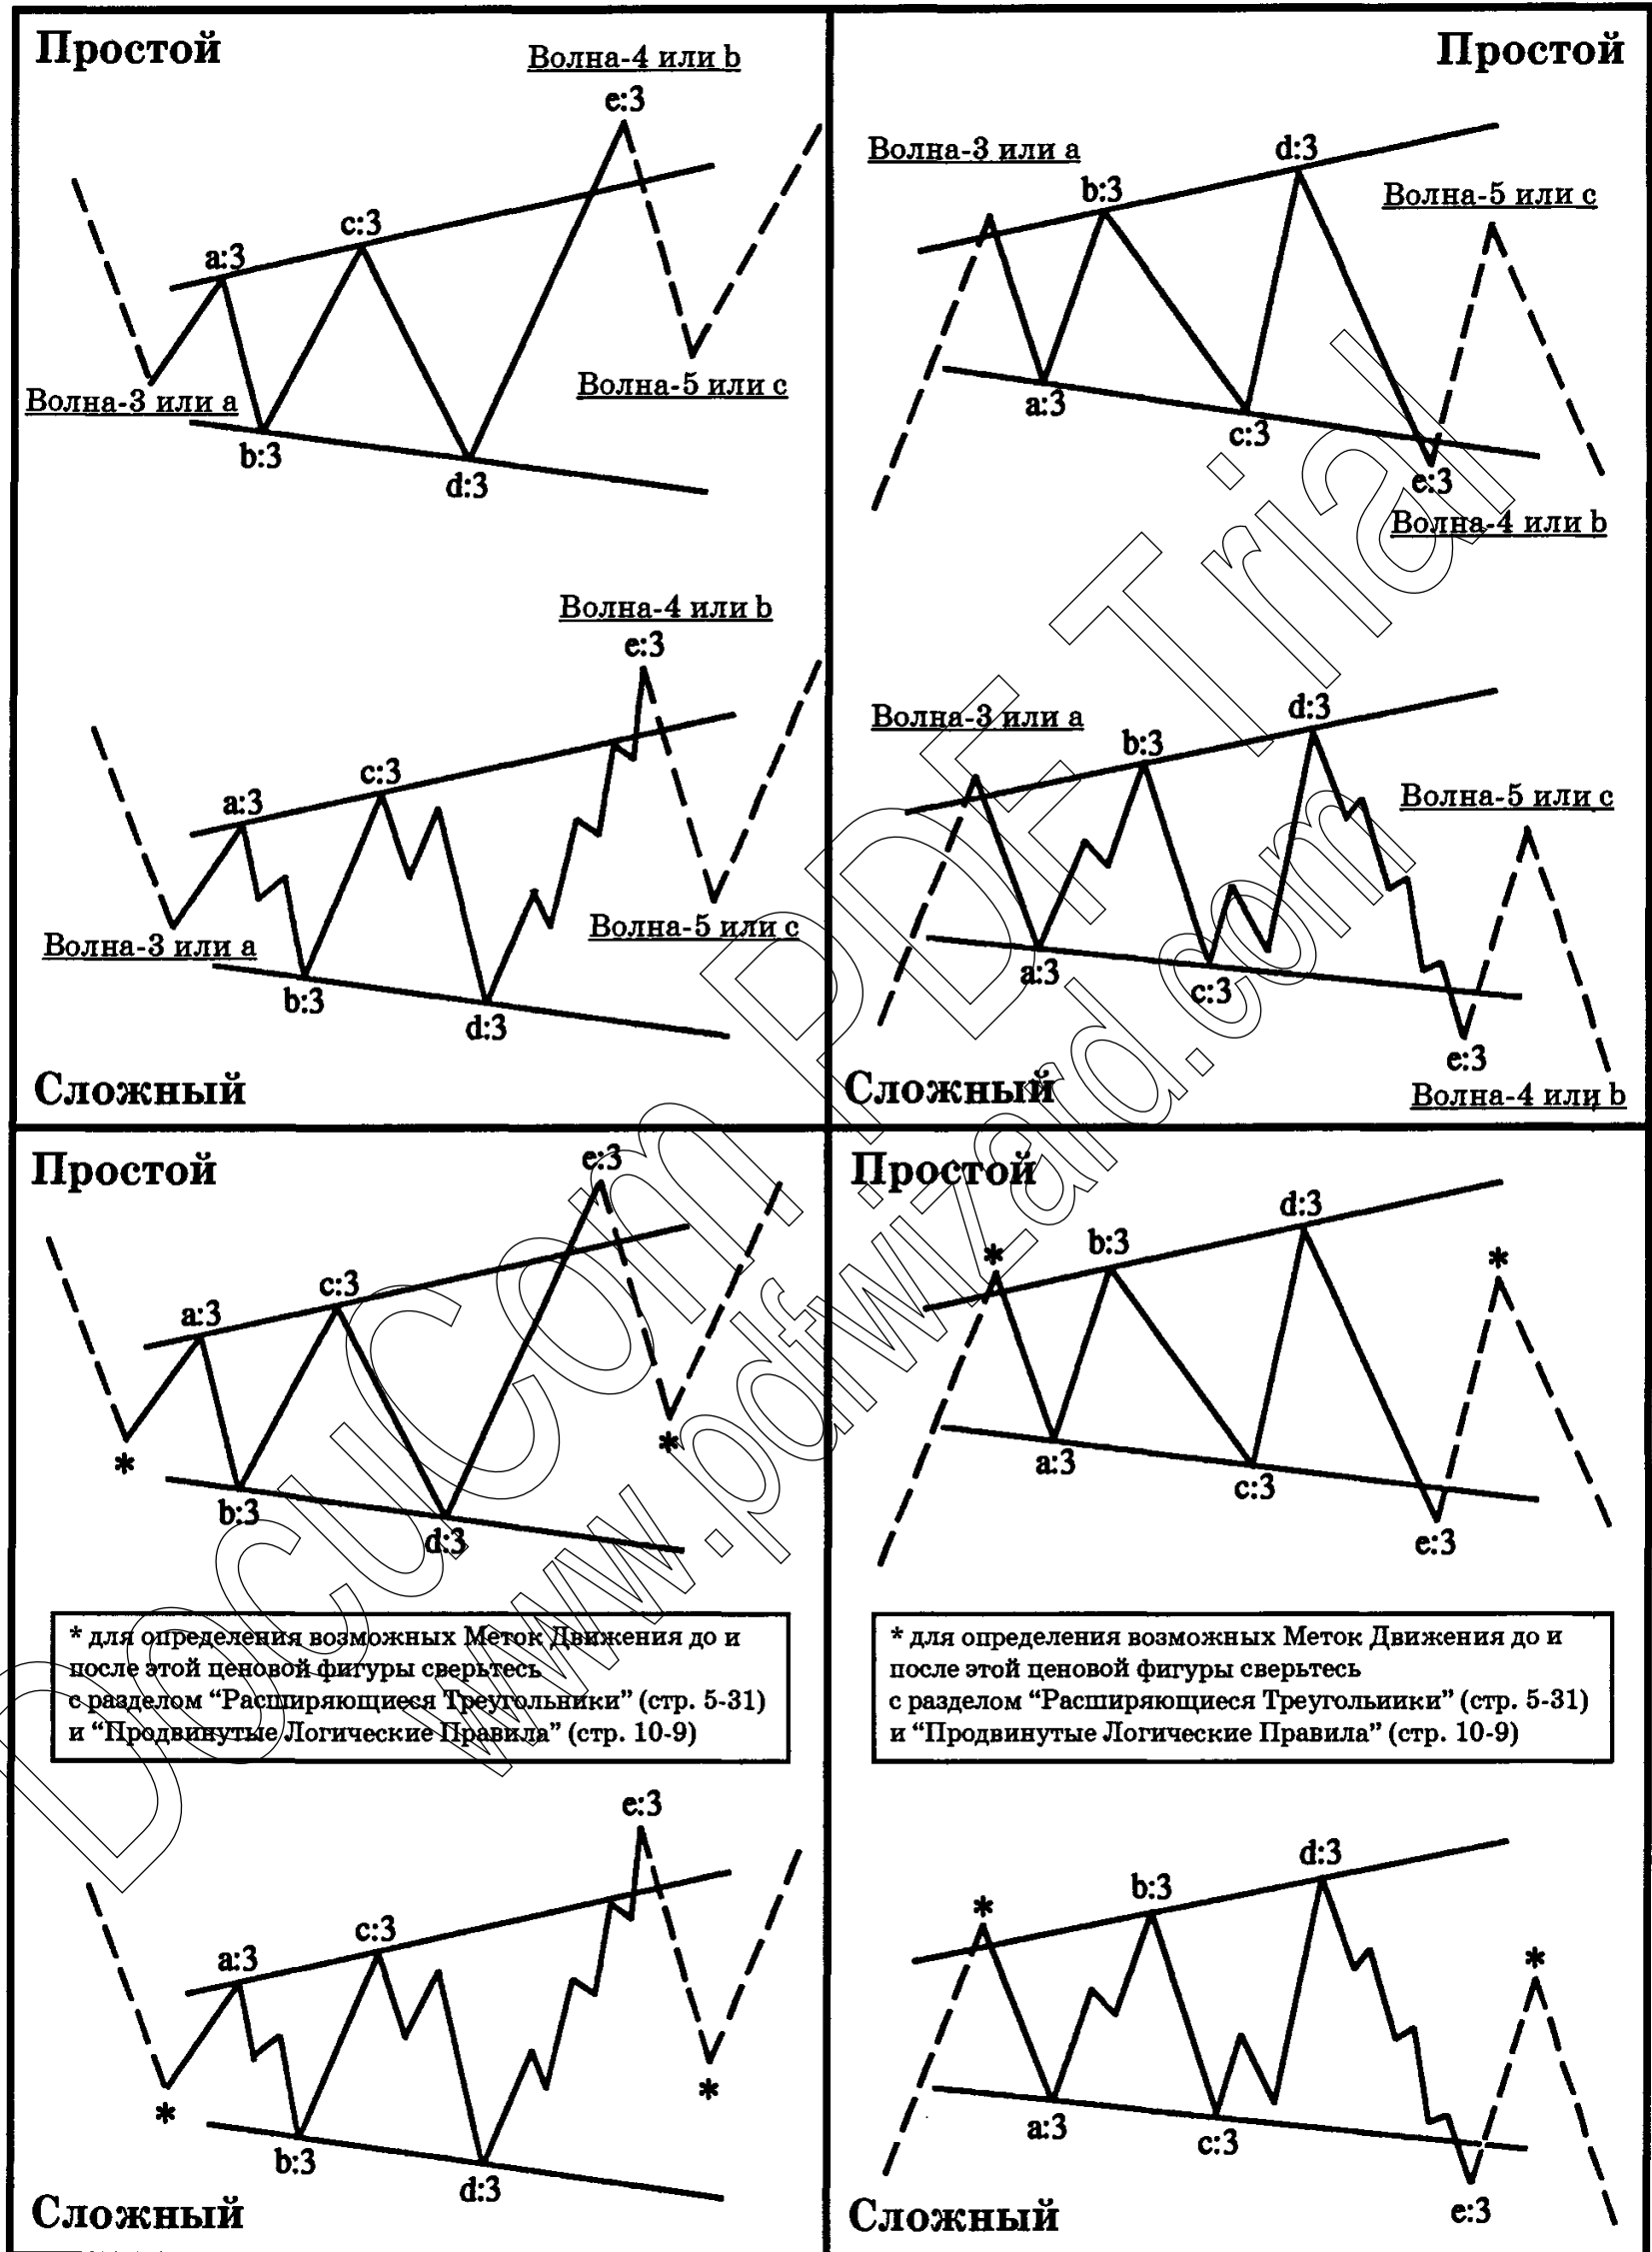 Простой
Волна-4 или b
e:3
c:3
a:3
Волна-3 или a
b:3
d:3
Волна-5 или c
Волна-4 или b
e:3
c:3
a:3
Волна-3 или a
b:3
d:3
Волна-5 или c
Сложный
Простой
Волна-3 или a
b:3
d:3
Волна-5 или c
a:3
c:3
e:3
Волна-4 или b
Волна-3 или a
b:3
d:3
Волна-5 или c
a:3
c:3
e:3
Волна-4 или b
Сложный
Простой
e:3
c:3
a:3
*
*
b:3
d:3
* для определения возможных Меток Движения до и
после этой ценовой фигуры сверьтесь
с разделом “Расширяющиеся Треугольники” (стр. 5-31)
и “Продвинутые Логические Правила” (стр. 10-9)
e:3
c:3
a:3
*
*
b:3
d:3
Сложный
Простой
*
b:3
d:3
*
a:3
c:3
e:3
* для определения возможных Меток Движения до и
после этой ценовой фигуры сверьтесь
с разделом “Расширяющиеся Треугольиики” (стр. 5-31)
и “Продвинутые Логические Правила” (стр. 10-9)
*
b:3
d:3
*
a:3
c:3
e:3
Сложный
DocuCom PDF Trial
www.pdfwizard.com